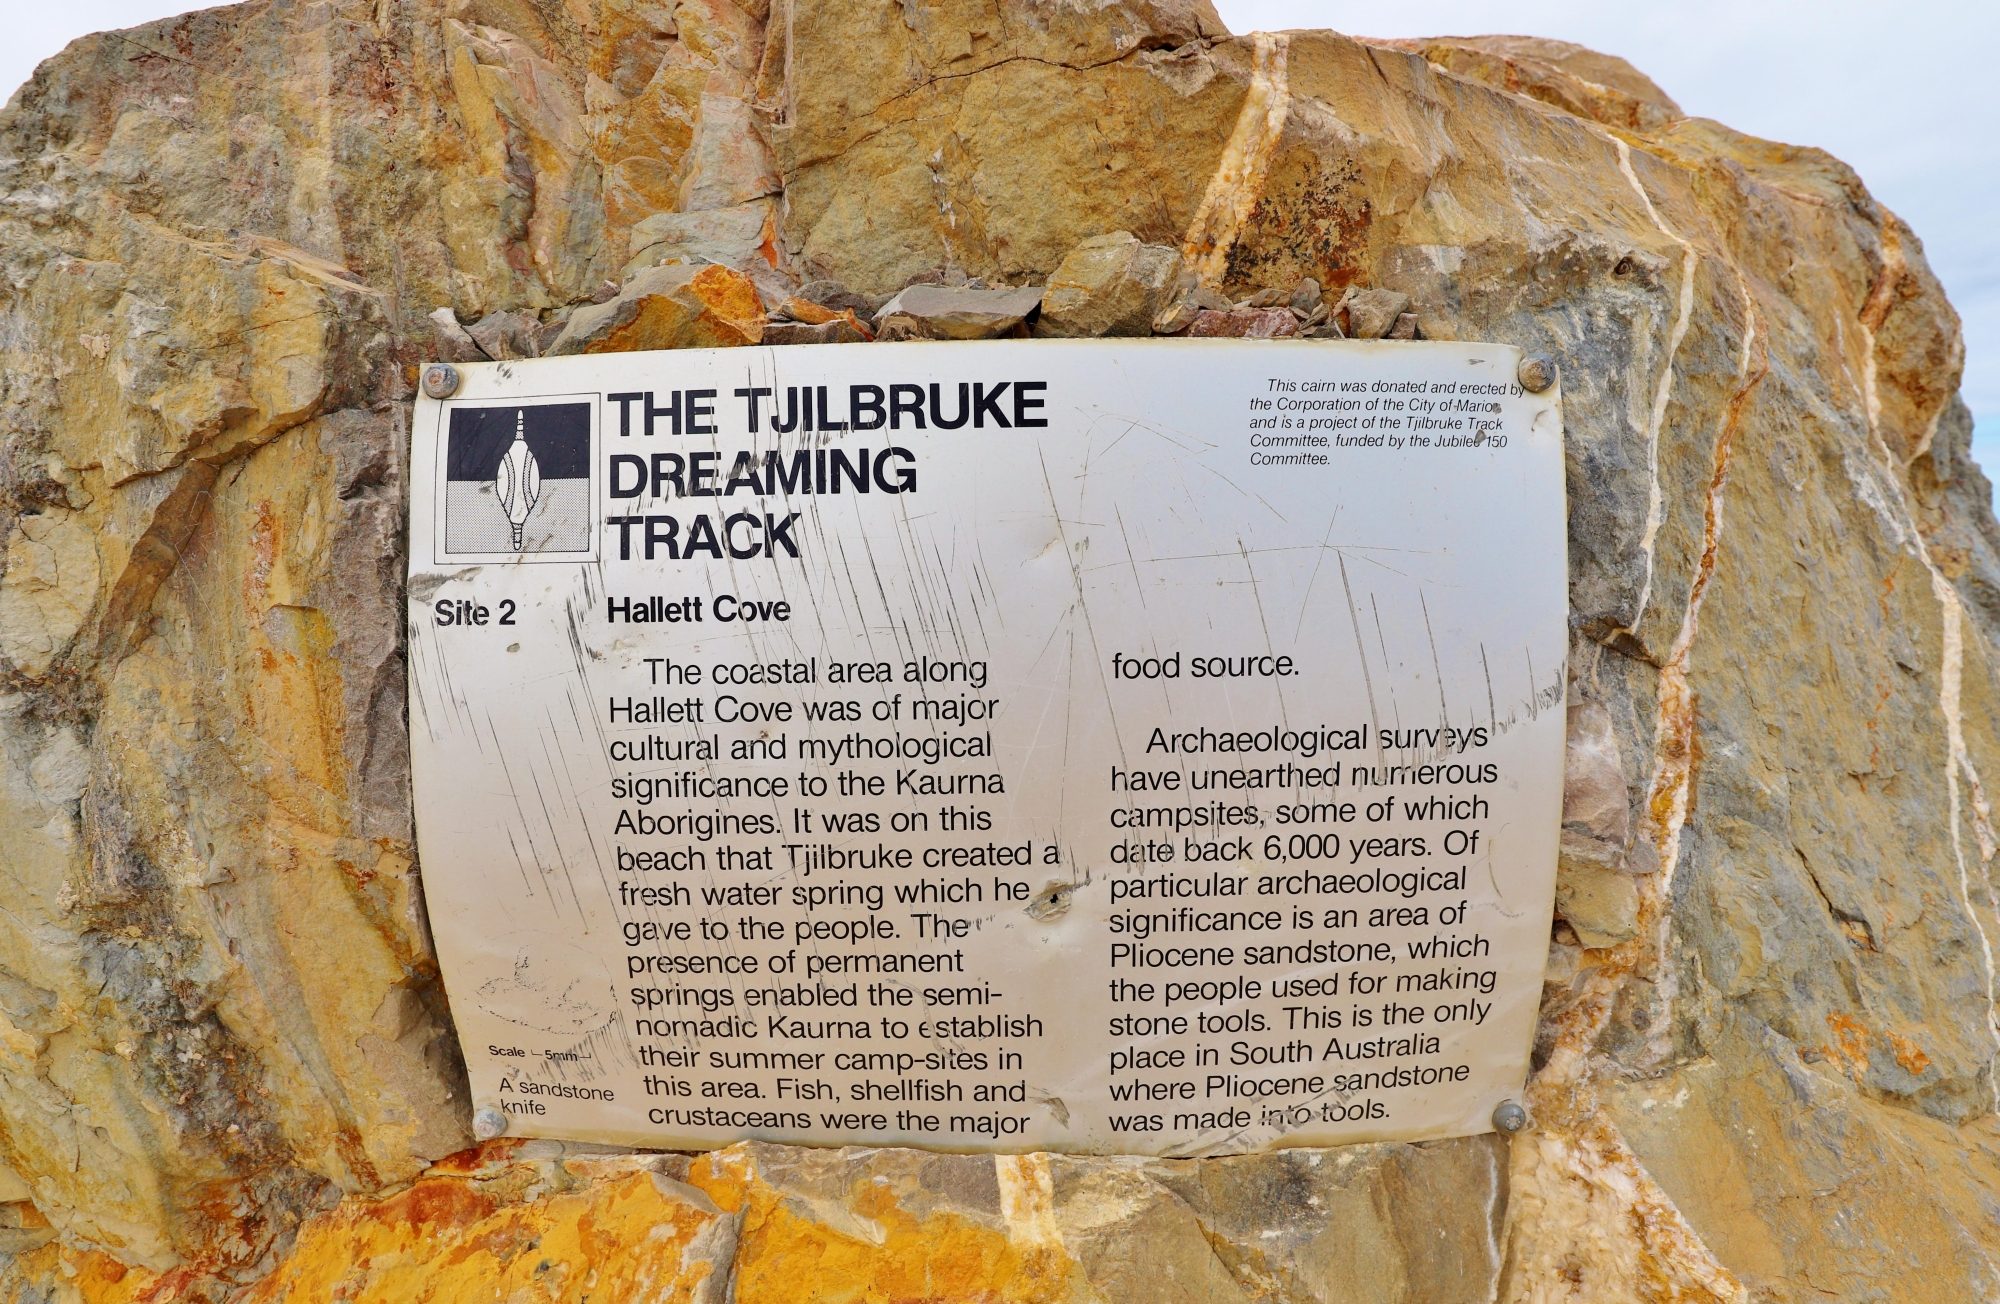 THE TJILBRUKE
DREAMING
TRACK
This cairn was donated and erected by
the Corporation of the City of Marion
and is a project of the Tjilbruke Track
Committee, funded by the Jubilee 150
Committee.
Site 2
Hallett Cove
The coastal area along
Hallett Cove was of major
cultural and mythological
significance to the Kaurna
Aborigines. It was on this
beach that Tjilbruke created a
fresh water spring which he
gave to the people. The
presence of permanent
springs enabled the semi-
nomadic Kaurna to establish
their summer camp-sites in
this area. Fish, shellfish and
crustaceans were the major
food source.
Archaeological surveys
have unearthed numerous
campsites, some of which
date back 6,000 years. Of
particular archaeological
significance is an area of
Pliocene sandstone, which
the people used for making
stone tools. This is the only
place in South Australia
where Pliocene sandstone
was made into tools.
Scale 5mm
A sandstone
knife